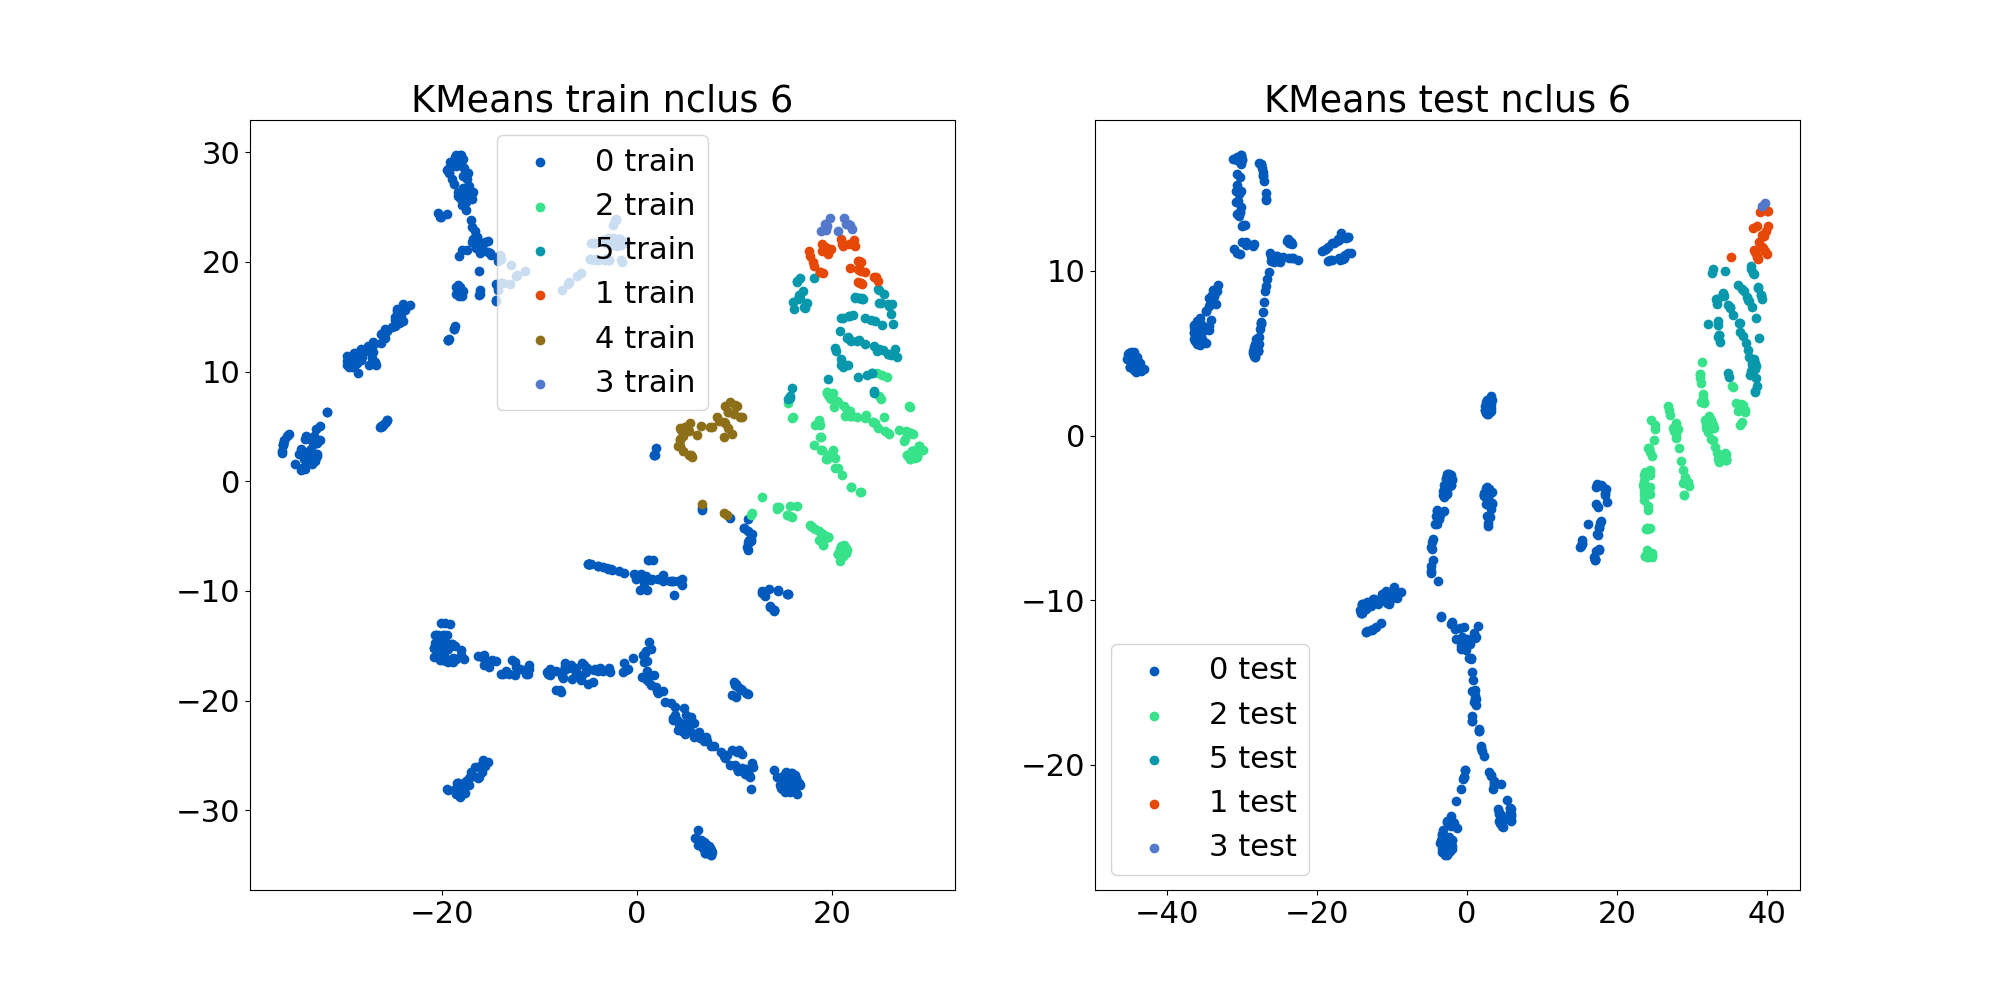 KMeans train nclus 6
30
20
10
0
−10
−20
−30
−20
0
20
0 train
2 train
5 train
1 train
4 train
3 train
KMeans test nclus 6
10
0
−10
−20
−40
−20
0
20
40
0 test
2 test
5 test
1 test
3 test